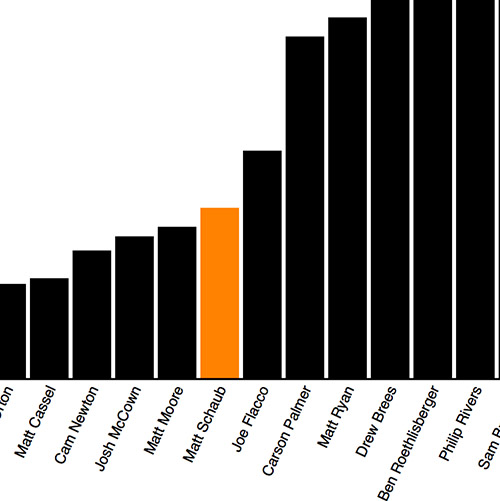 Matt Cassel
Cam Newton
Josh McCown
Matt Moore
Matt Schaub
Joe Flacco
Carson Palmer
Matt Ryan
Drew Brees
Ben Roethlisberger
Philip Rivers
Sam